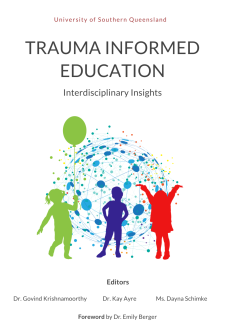 University of Southern Queensland
TRAUMA INFORMED
EDUCATION
Interdisciplinary Insights
Editors
Dr. Govind Krishnamoorthy Dr. Kay Ayre Ms. Dayna Schimke
Foreword by Dr. Emily Berger